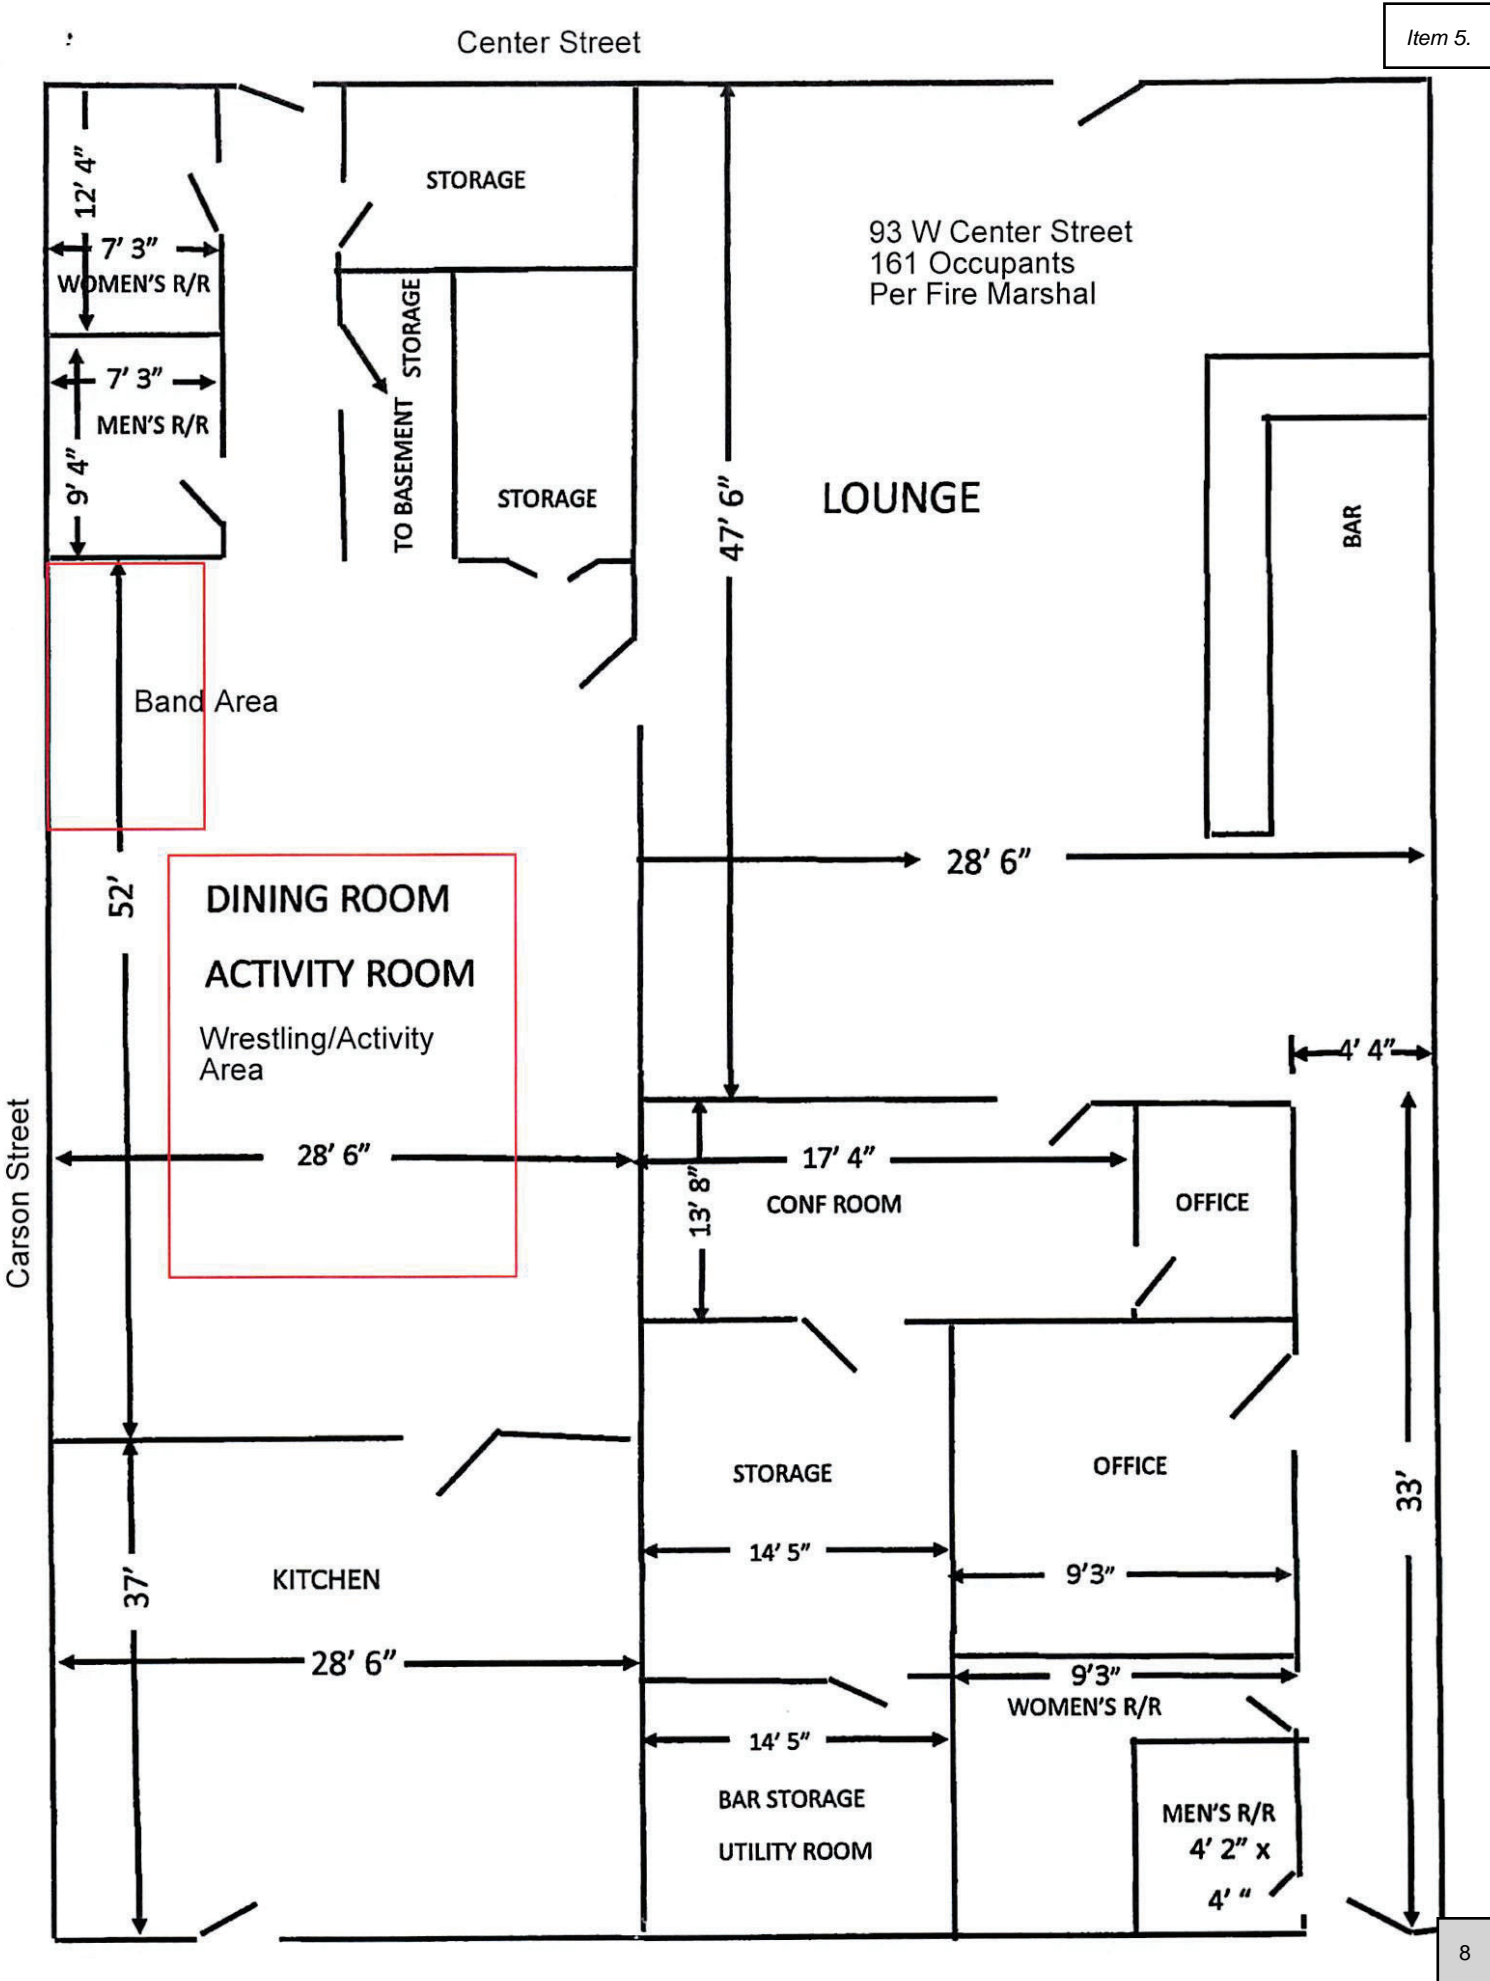 Item 5.
Center Street
12' 4"
7' 3"
WOMEN'S R/R
STORAGE
93 W Center Street
161 Occupants
Per Fire Marshal
7' 3"
MEN'S R/R
9' 4"
TO BASEMENT STORAGE
STORAGE
47' 6"
LOUNGE
BAR
Band Area
28' 6"
52'
DINING ROOM
ACTIVITY ROOM
Wrestling/Activity
Area
4' 4"
Carson Street
28' 6"
17' 4"
13' 8"
CONF ROOM
OFFICE
STORAGE
OFFICE
33'
14' 5"
9'3"
37'
KITCHEN
28' 6"
9'3"
WOMEN'S R/R
14' 5"
BAR STORAGE
UTILITY ROOM
MEN'S R/R
4' 2" x
4' "
8